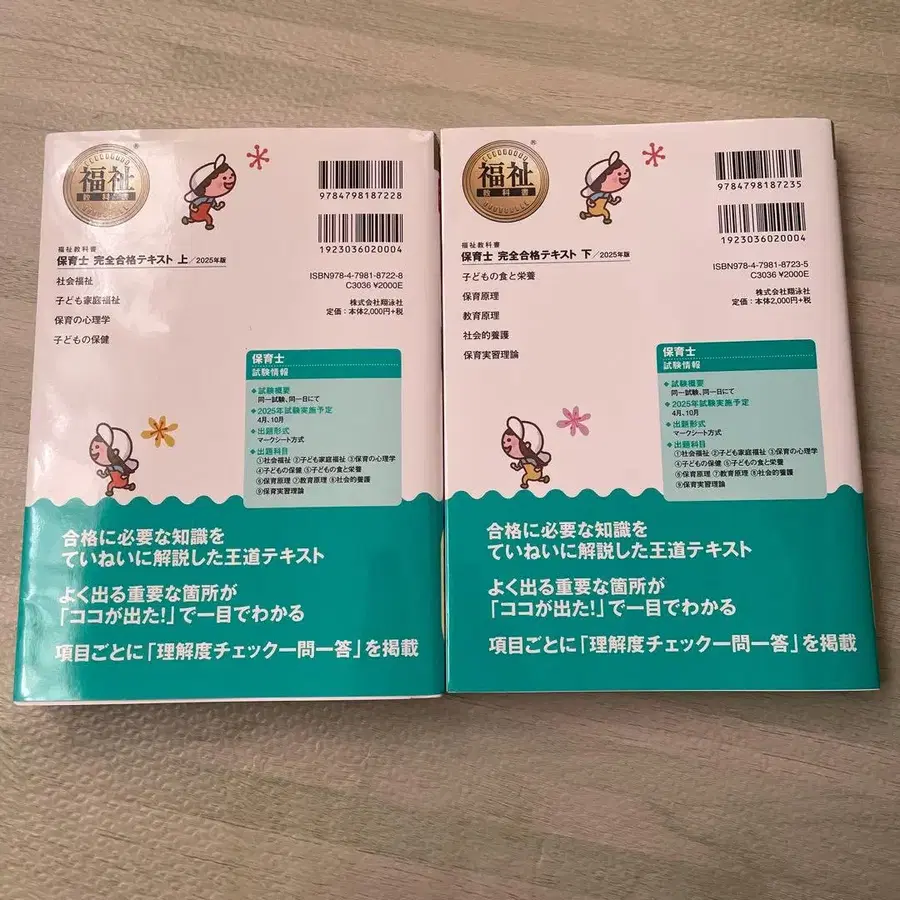 福祉
教科書
®
9784798187228
1923036020004
福祉教科書
保育士 完全合格テキスト 上/2025年版
社会福祉
子ども家庭福祉
保育の心理学
子どもの保健
ISBN978-4-7981-8722-8
C3036 ¥2000E
株式会社翔泳社
定価:本体2,000円+税
保育士
試験情報
◆試験概要
同一試験、同一日にて
◆2025年試験実施予定
4月、10月
◆出題形式
マークシート方式
◆出題科目
①社会福祉 ②子ども家庭福祉 ③保育の心理学
④子どもの保健 ⑤子どもの食と栄養
⑥保育原理 ⑦教育原理 ⑧社会的養護
⑨保育実習理論
合格に必要な知識を
ていねいに解説した王道テキスト
よく出る重要な箇所が
「ココが出た!」で一目でわかる
項目ごとに「理解度チェック一問一答」を掲載
福祉
教科書
®
9784798187235
1923036020004
福祉教科書
保育士 完全合格テキスト 下/2025年版
子どもの食と栄養
保育原理
教育原理
社会的養護
保育実習理論
ISBN978-4-7981-8723-5
C3036 ¥2000E
株式会社翔泳社
定価:本体2,000円+税
保育士
試験情報
◆試験概要
同一試験、同一日にて
◆2025年試験実施予定
4月、10月
◆出題形式
マークシート方式
◆出題科目
①社会福祉 ②子ども家庭福祉 ③保育の心理学
④子どもの保健 ⑤子どもの食と栄養
⑥保育原理 ⑦教育原理 ⑧社会的養護
⑨保育実習理論
合格に必要な知識を
ていねいに解説した王道テキスト
よく出る重要な箇所が
「ココが出た!」で一目でわかる
項目ごとに「理解度チェック一問一答」を掲載